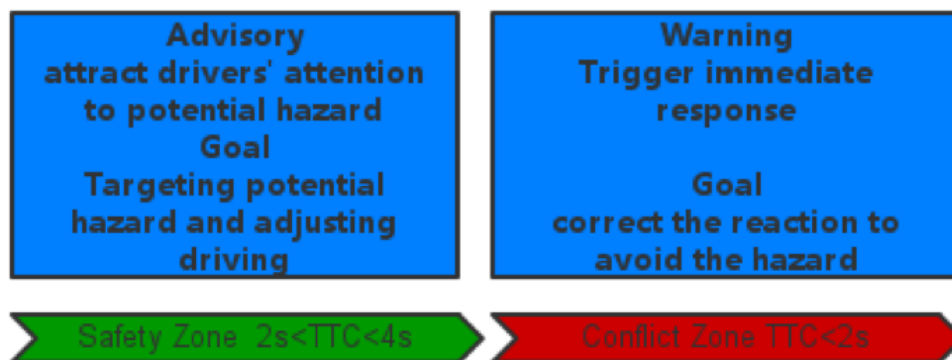 Advisory
attract drivers' attention
to potential hazard
Goal
Targeting potential
hazard and adjusting
driving
Warning
Trigger immediate
response
Goal
correct the reaction to
avoid the hazard
Safety Zone 2s<TTC<4s
Conflict Zone TTC<2s